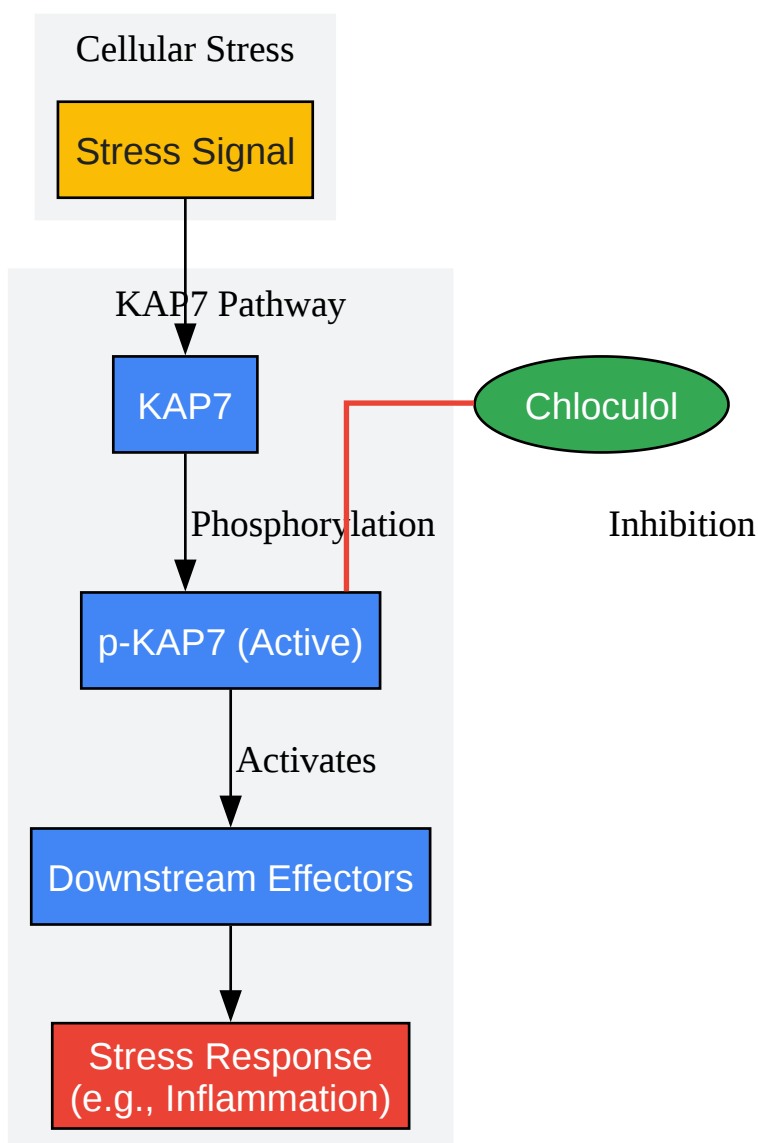 Cellular Stress
Stress Signal
KAP7 Pathway
KAP7
Chloculol
Phosphorylation
Inhibition
p-KAP7 (Active)
Activates
Downstream Effectors
Stress Response
(e.g., Inflammation)